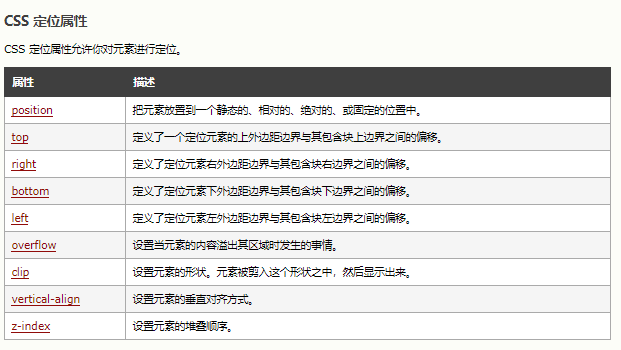 CSS 定位属性
CSS 定位属性允许你对元素进行定位。
属性 描述
position 把元素放置到一个静态的、相对的、绝对的、或固定的位置中。
top 定义了一个定位元素的上外边距边界与其包含块上边界之间的偏移。
right 定义了定位元素右外边距边界与其包含块右边界之间的偏移。
bottom 定义了定位元素下外边距边界与其包含块下边界之间的偏移。
left 定义了定位元素左外边距边界与其包含块左边界之间的偏移。
overflow 设置当元素的内容溢出其区域时发生的事情。
clip 设置元素的形状。元素被剪入这个形状之中，然后显示出来。
vertical-align 设置元素的垂直对齐方式。
z-index 设置元素的堆叠顺序。